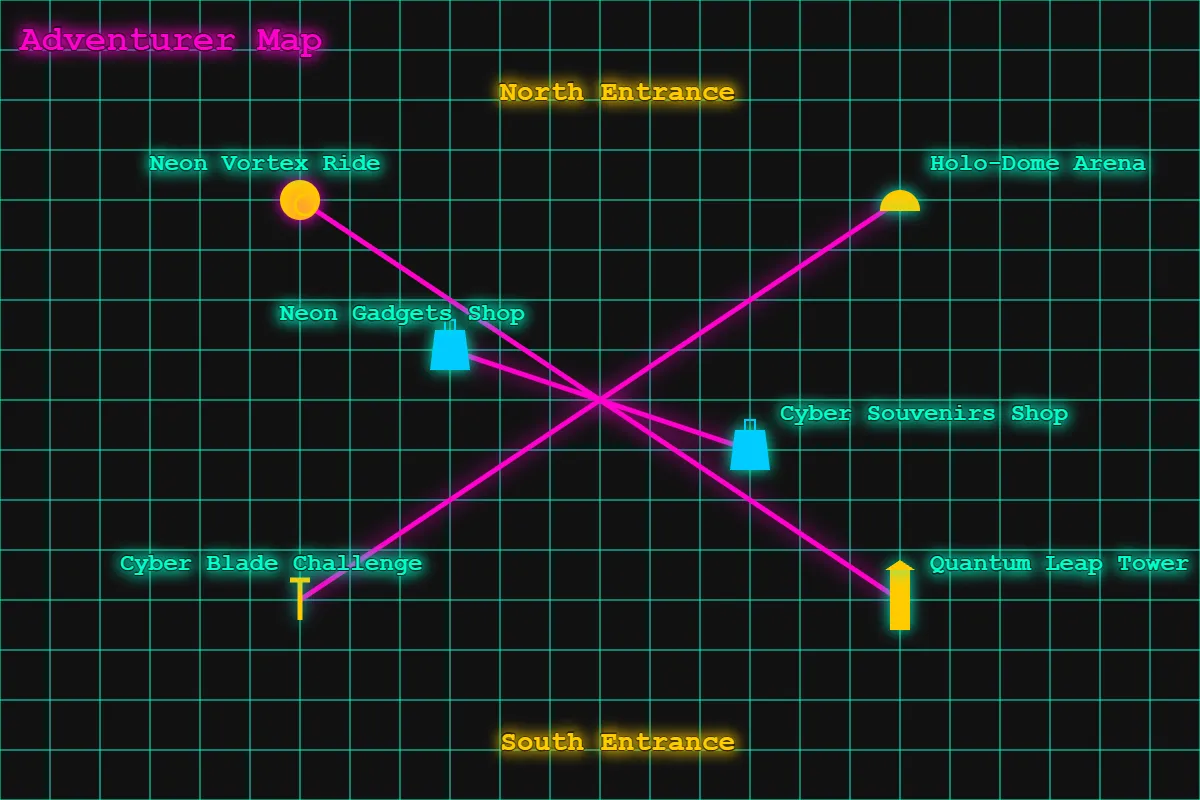 Adventurer Map
North Entrance
Neon Vortex Ride
Holo-Dome Arena
Neon Gadgets Shop
Cyber Souvenirs Shop
Cyber Blade Challenge
Quantum Leap Tower
South Entrance